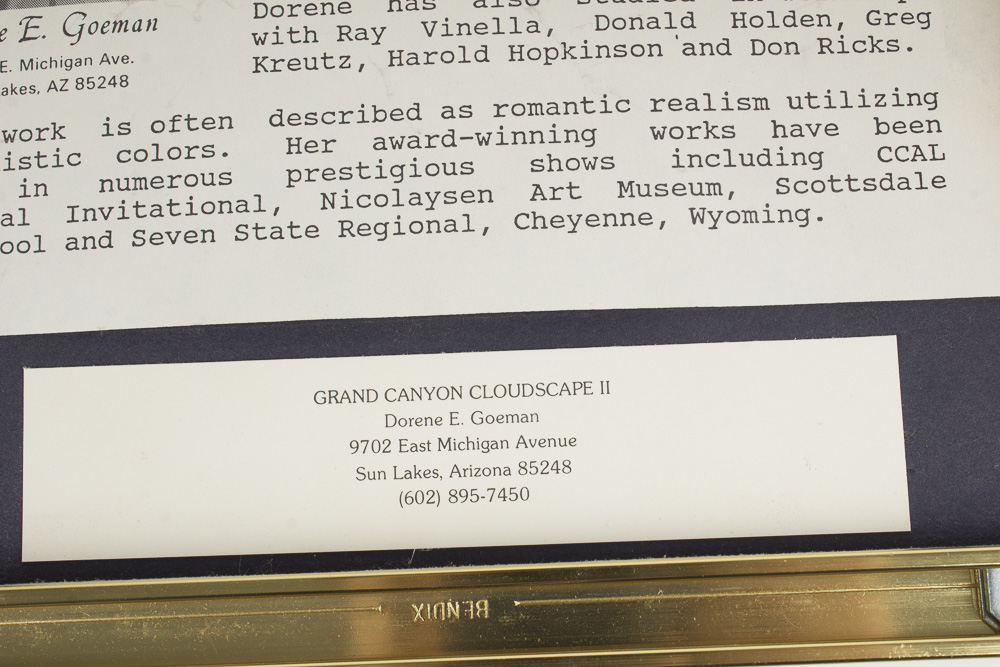 Dorene has also
with Ray Vinella, Donald Holden, Greg
Kreutz, Harold Hopkinson and Don Ricks.
E. Goeman
E. Michigan Ave.
akes, AZ 85248
work is often described as romantic realism utilizing
istic colors. Her award-winning works have been
in numerous prestigious shows including CCAL
al Invitational, Nicolaysen Art Museum, Scottsdale
ool and Seven State Regional, Cheyenne, Wyoming.
GRAND CANYON CLOUDSCAPE II
Dorene E. Goeman
9702 East Michigan Avenue
Sun Lakes, Arizona 85248
(602) 895-7450
BENDIX